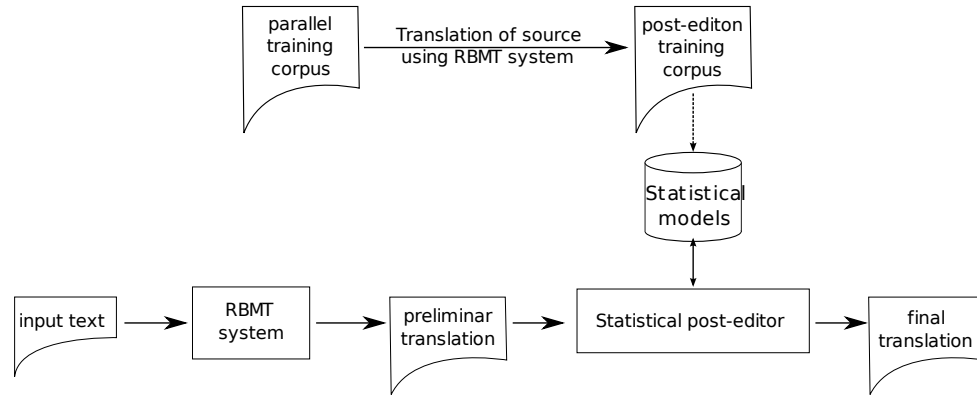 parallel
training
corpus
Translation of source
using RBMT system
post-editon
training
corpus
Statistical
models
input text
RBMT
system
preliminar
translation
Statistical post-editor
final
translation